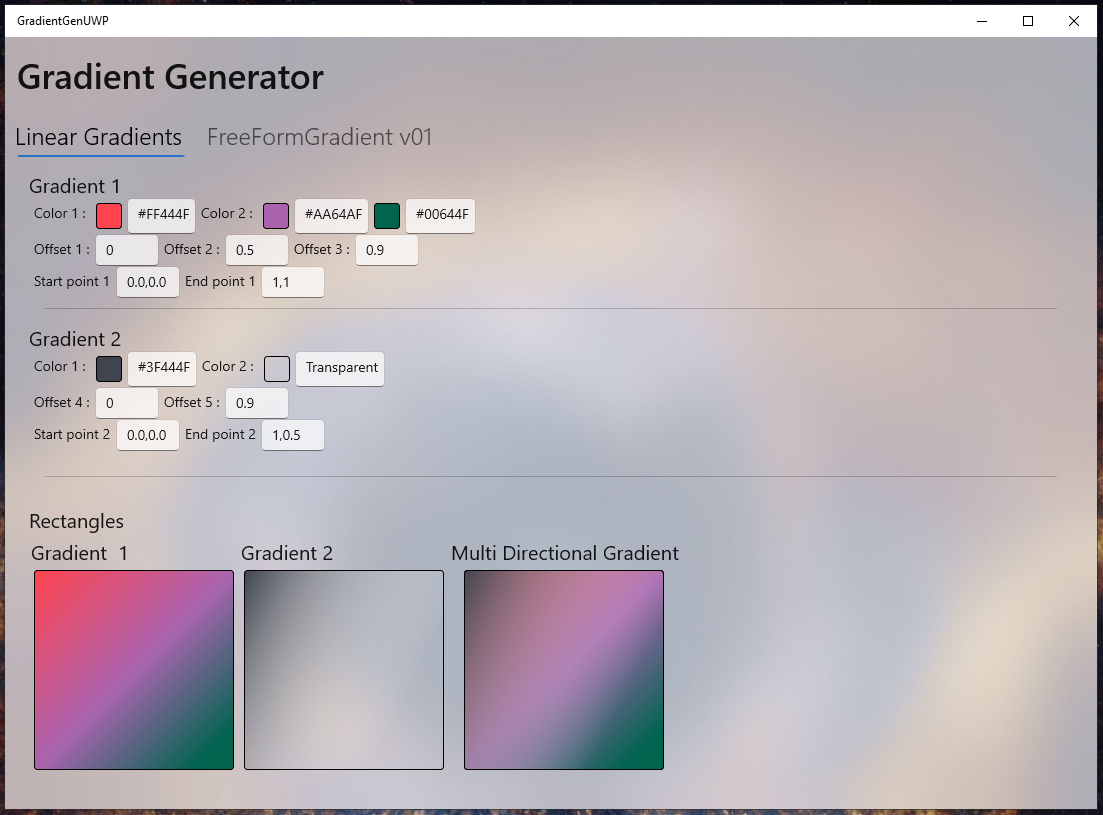 GradientGenUWP
Gradient Generator
Linear Gradients FreeFormGradient v01
Gradient 1
Color 1 : #FF444F Color 2 : #AA64AF #00644F
Offset 1 : 0 Offset 2 : 0.5 Offset 3 : 0.9
Start point 1 0.0,0.0 End point 1 1,1
Gradient 2
Color 1 : #3F444F Color 2 : Transparent
Offset 4 : 0 Offset 5 : 0.9
Start point 2 0.0,0.0 End point 2 1,0.5
Rectangles
Gradient 1 Gradient 2 Multi Directional Gradient